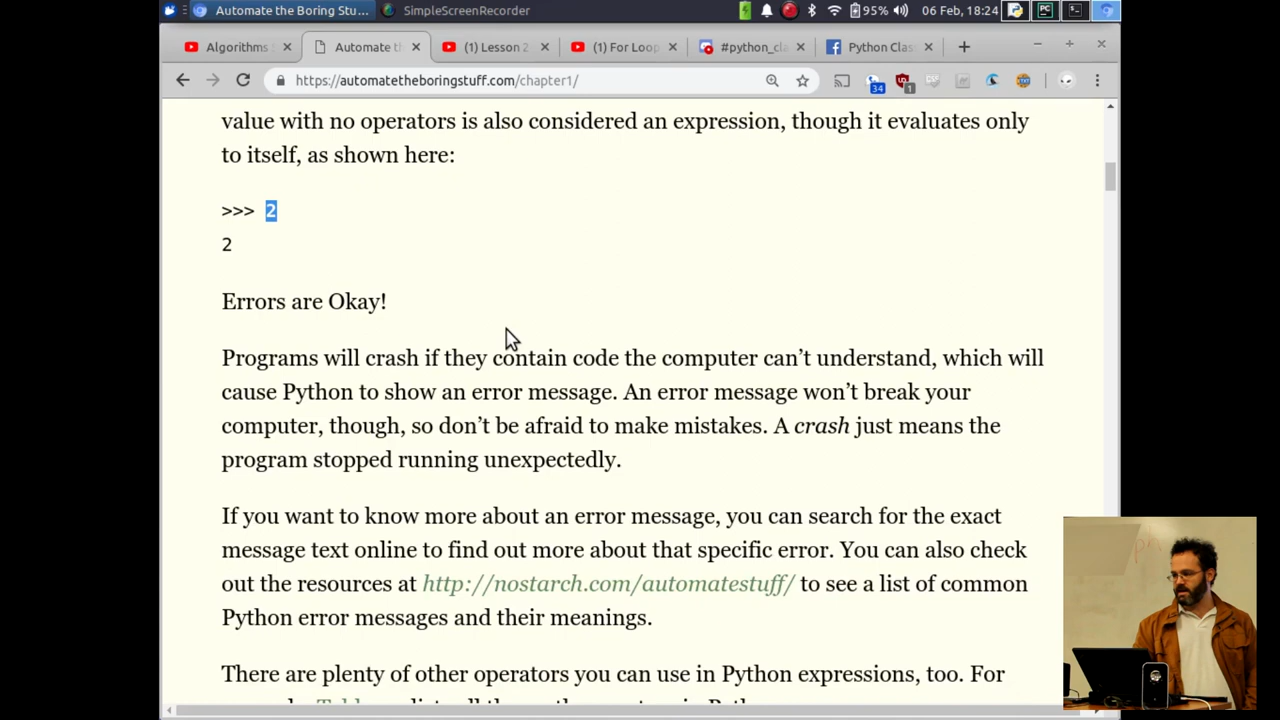 Automate the Boring Stu...
SimpleScreenRecorder
95%
06 Feb, 18:24
Algorithms
Automate th
(1) Lesson 2
(1) For Loop
#python_cla
Python Clas
https://automatetheboringstuff.com/chapter1/
34
1
value with no operators is also considered an expression, though it evaluates only
to itself, as shown here:
>>> 2
2
Errors are Okay!
Programs will crash if they contain code the computer can’t understand, which will
cause Python to show an error message. An error message won’t break your
computer, though, so don’t be afraid to make mistakes. A crash just means the
program stopped running unexpectedly.
If you want to know more about an error message, you can search for the exact
message text online to find out more about that specific error. You can also check
out the resources at http://nostarch.com/automatestuff/ to see a list of common
Python error messages and their meanings.
There are plenty of other operators you can use in Python expressions, too. For